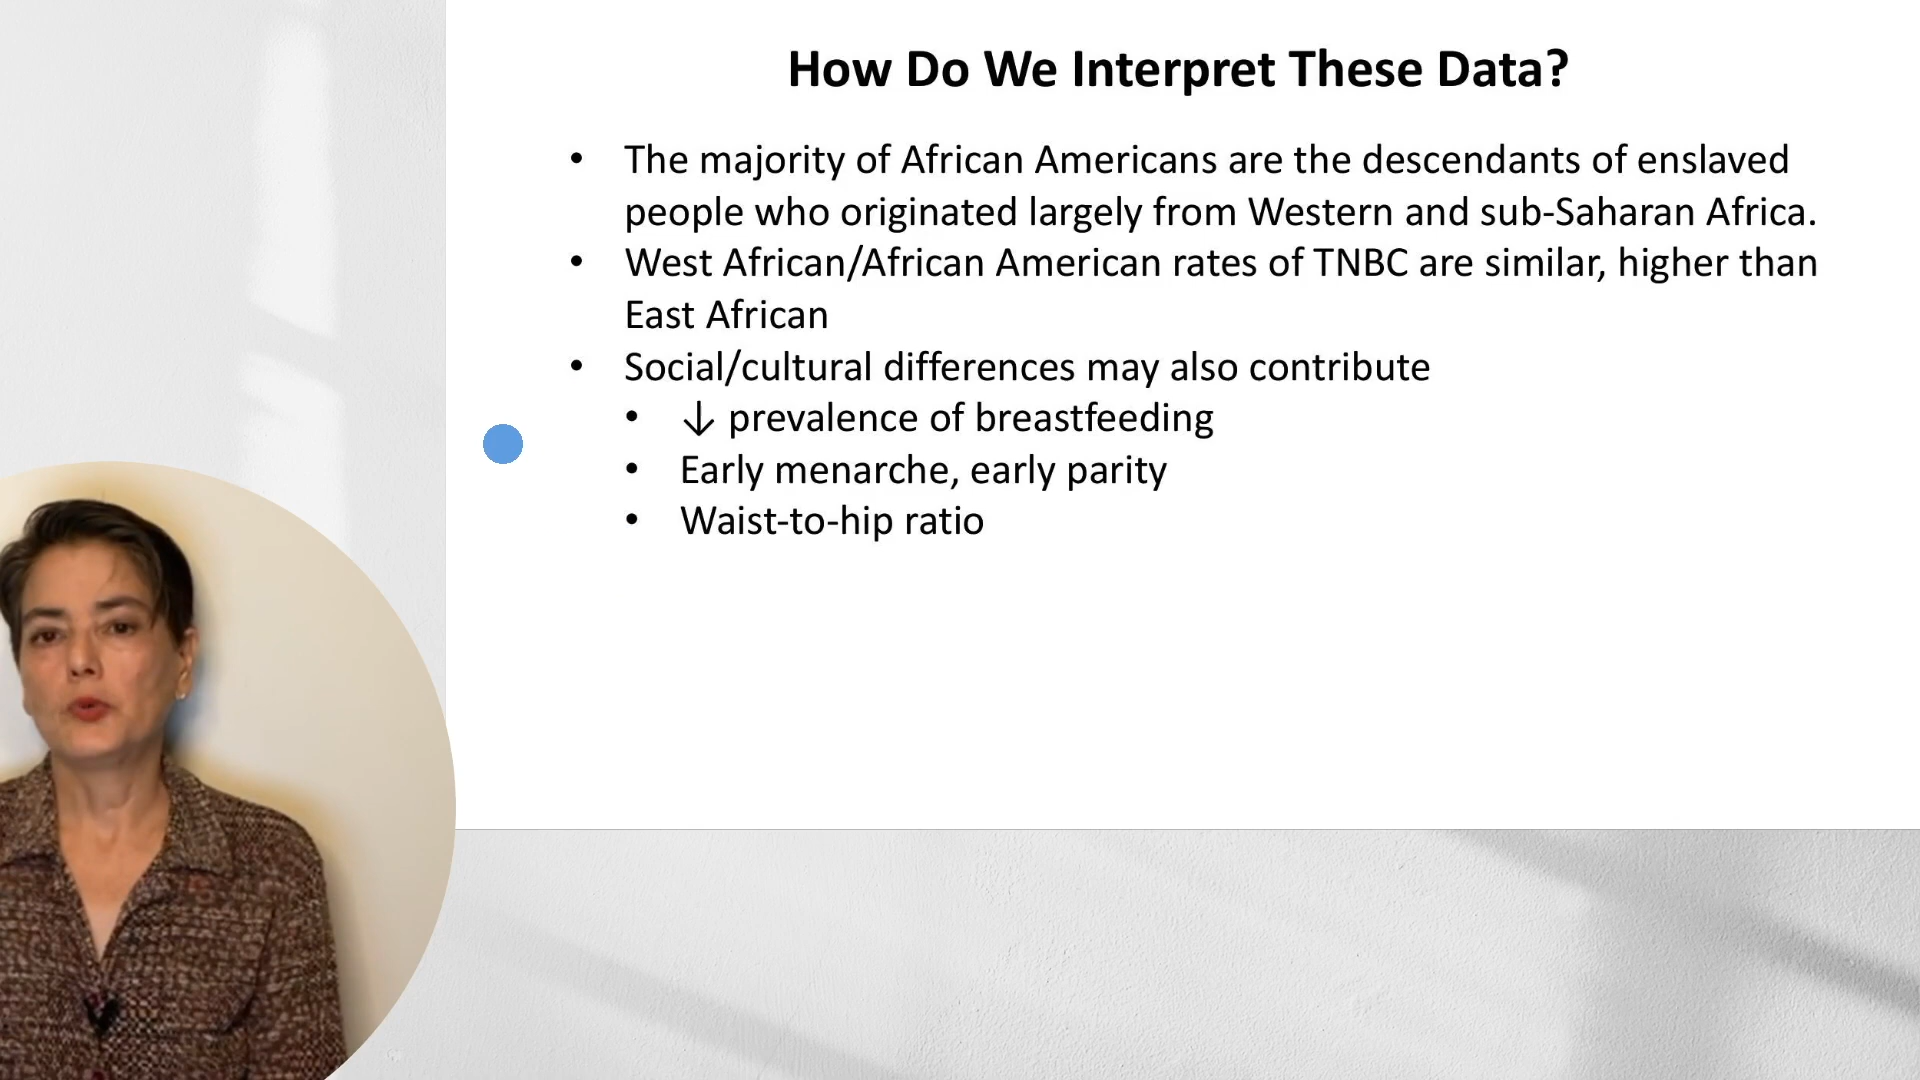 How Do We Interpret These Data?
• The majority of African Americans are the descendants of enslaved
people who originated largely from Western and sub-Saharan Africa.
• West African/African American rates of TNBC are similar, higher than
East African
• Social/cultural differences may also contribute
• ↓ prevalence of breastfeeding
• Early menarche, early parity
• Waist-to-hip ratio